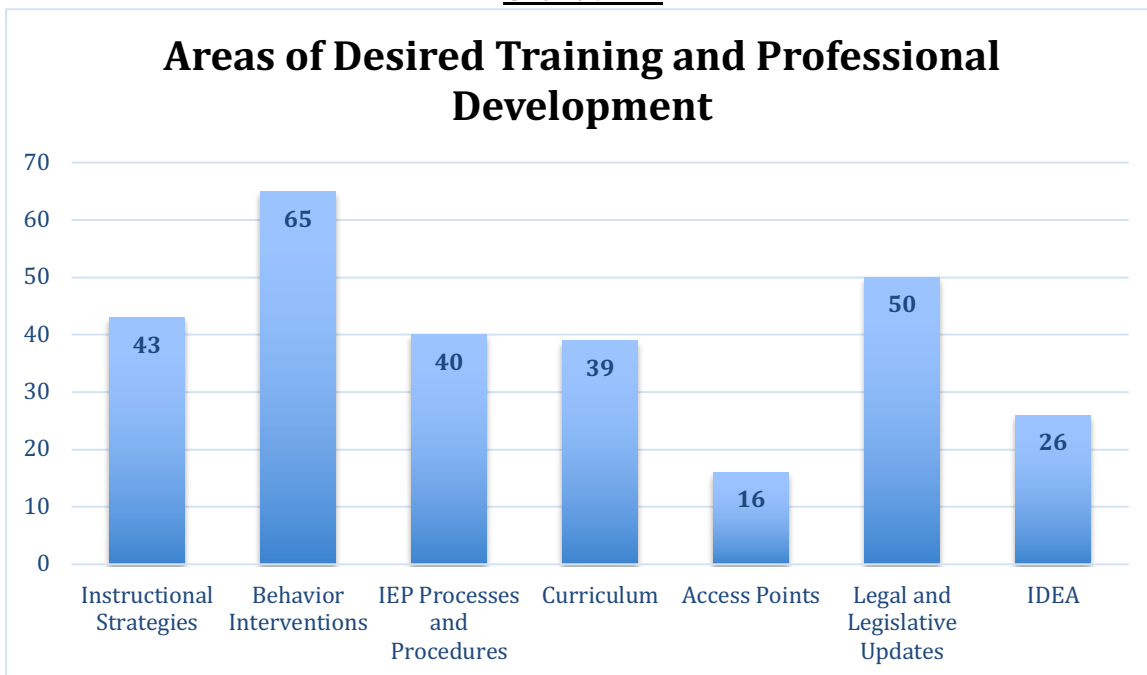 Areas of Desired Training and Professional
Development
70
60
50
40
30
20
10
0
43
65
40
39
16
50
26
Instructional
Strategies
Behavior
Interventions
IEP Processes
and
Procedures
Curriculum
Access Points
Legal and
Legislative
Updates
IDEA